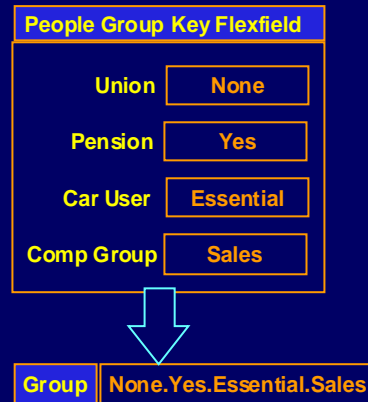 People Group Key Flexfield
Union None
Pension Yes
Car User Essential
Comp Group Sales
Group None.Yes.Essential.Sales